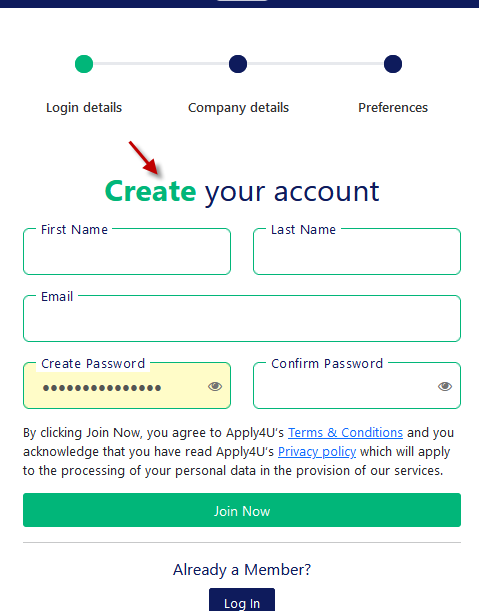 Login details Company details Preferences
Create your account
First Name Last Name
Email
Create Password Confirm Password
•••••••••••••••
By clicking Join Now, you agree to Apply4U's Terms & Conditions and you
acknowledge that you have read Apply4U's Privacy policy which will apply
to the processing of your personal data in the provision of our services.
Join Now
Already a Member?
Log In